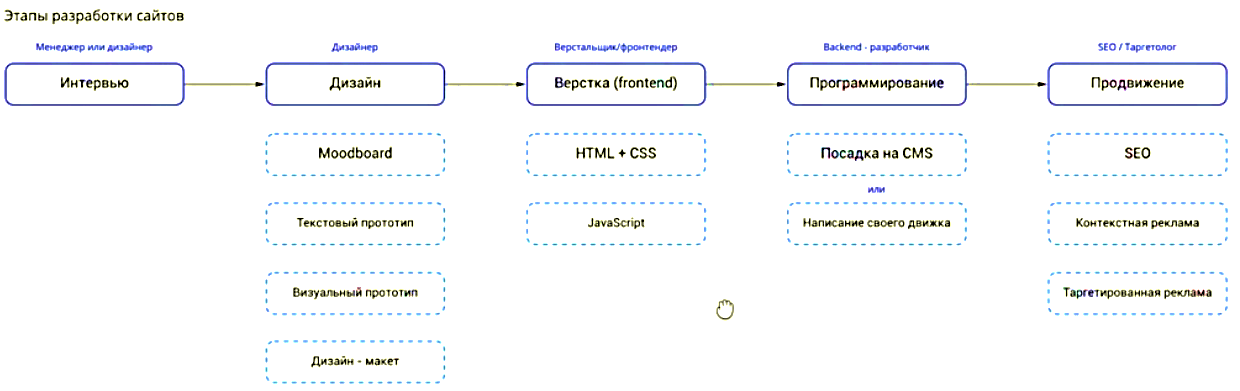 Этапы разработки сайтов
Менеджер или дизайнер
Интервью
Дизайнер
Дизайн
Moodboard
Текстовый прототип
Визуальный прототип
Дизайн - макет
Верстальщик/фронтендер
Верстка (frontend)
HTML + CSS
JavaScript
Backend - разработчик
Программирование
Посадка на CMS
или
Написание своего движка
SEO / Таргетолог
Продвижение
SEO
Контекстная реклама
Таргетированная реклама